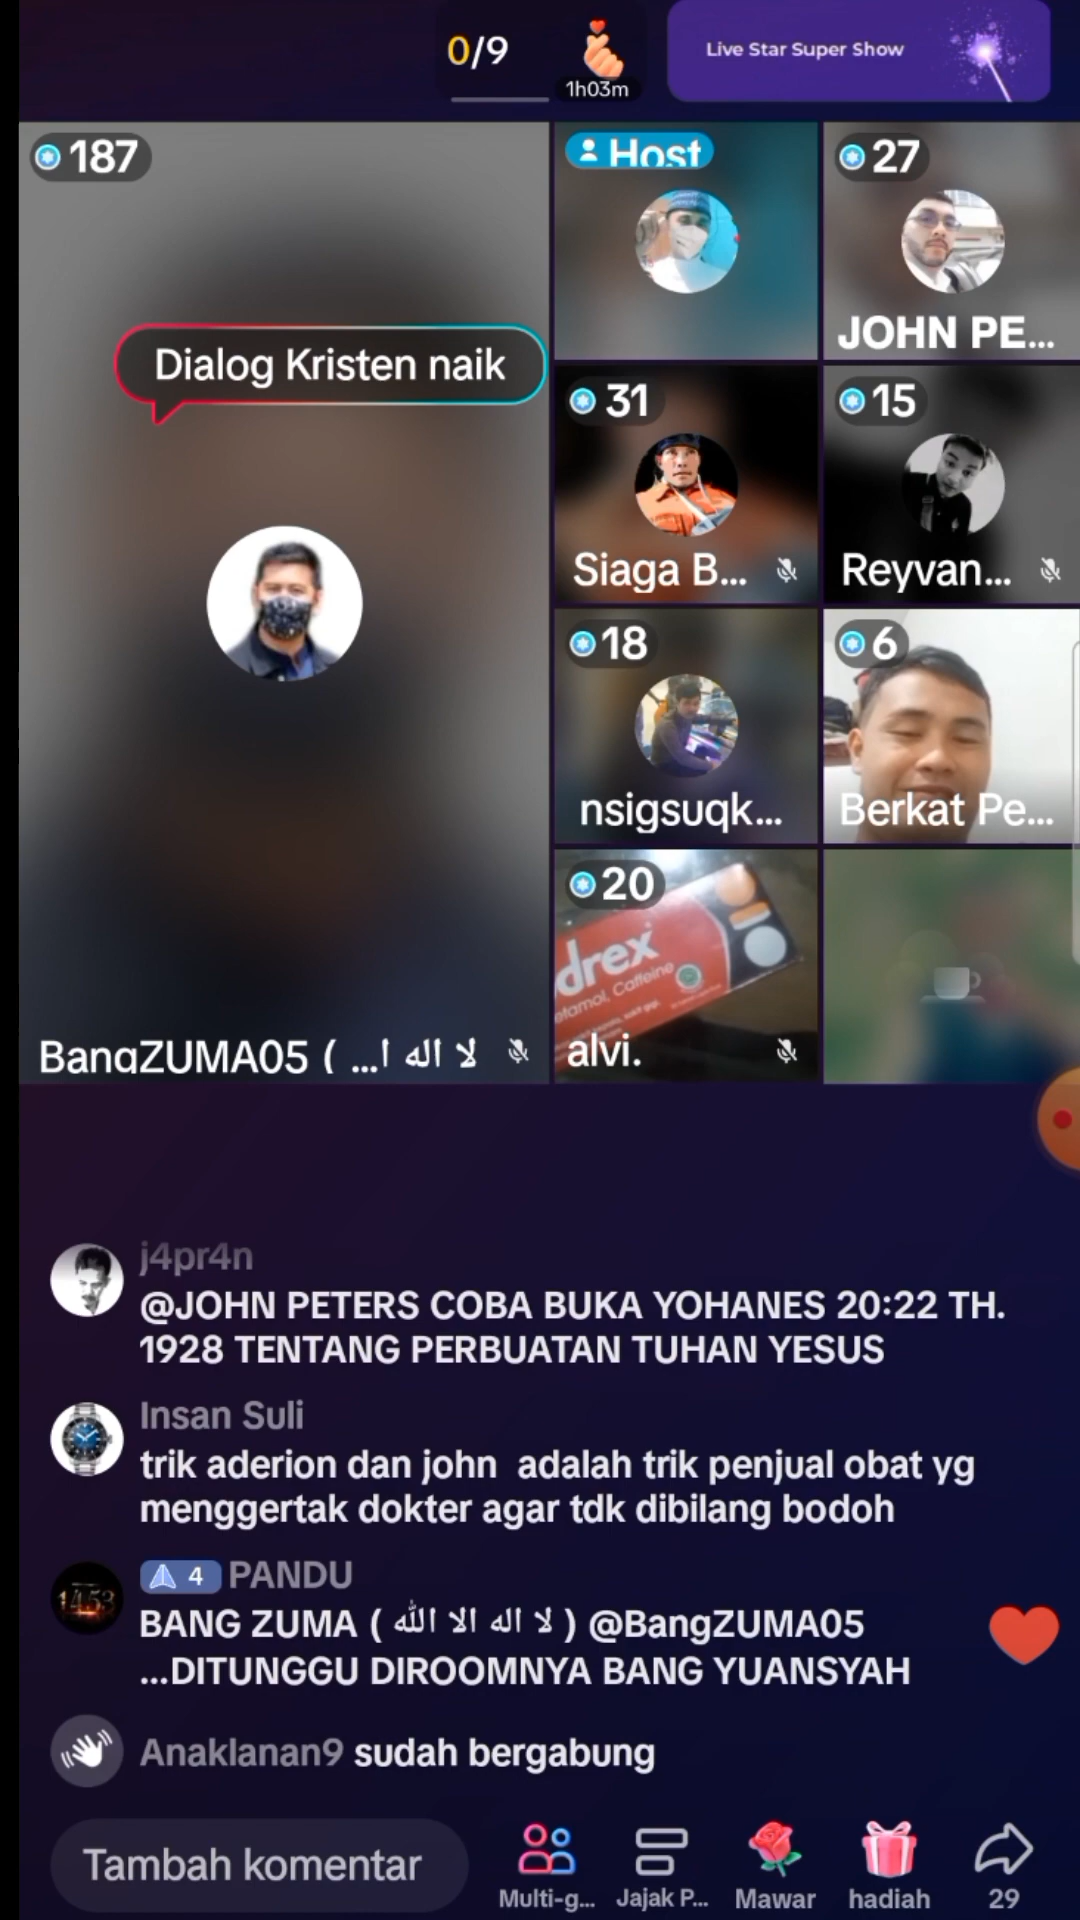 0/9
1h03m
Live Star Super Show
187
Host
27
Dialog Kristen naik
JOHN PE...
31
15
Siaga B...
Reyvan...
18
6
nsigsuqk...
Berkat Pe...
20
drex
etamol, Caffeine
BangZUMA05 ( لا اله ا...
alvi.
j4pr4n
@JOHN PETERS COBA BUKA YOHANES 20:22 TH.
1928 TENTANG PERBUATAN TUHAN YESUS
Insan Suli
trik aderion dan john  adalah trik penjual obat yg
menggertak dokter agar tdk dibilang bodoh
4 PANDU
1453
BANG ZUMA ( لا اله الا الله ) @BangZUMA05
...DITUNGGU DIROOMNYA BANG YUANSYAH
Anaklanan9 sudah bergabung
Tambah komentar
Multi-g...
Jajak P...
Mawar
hadiah
29